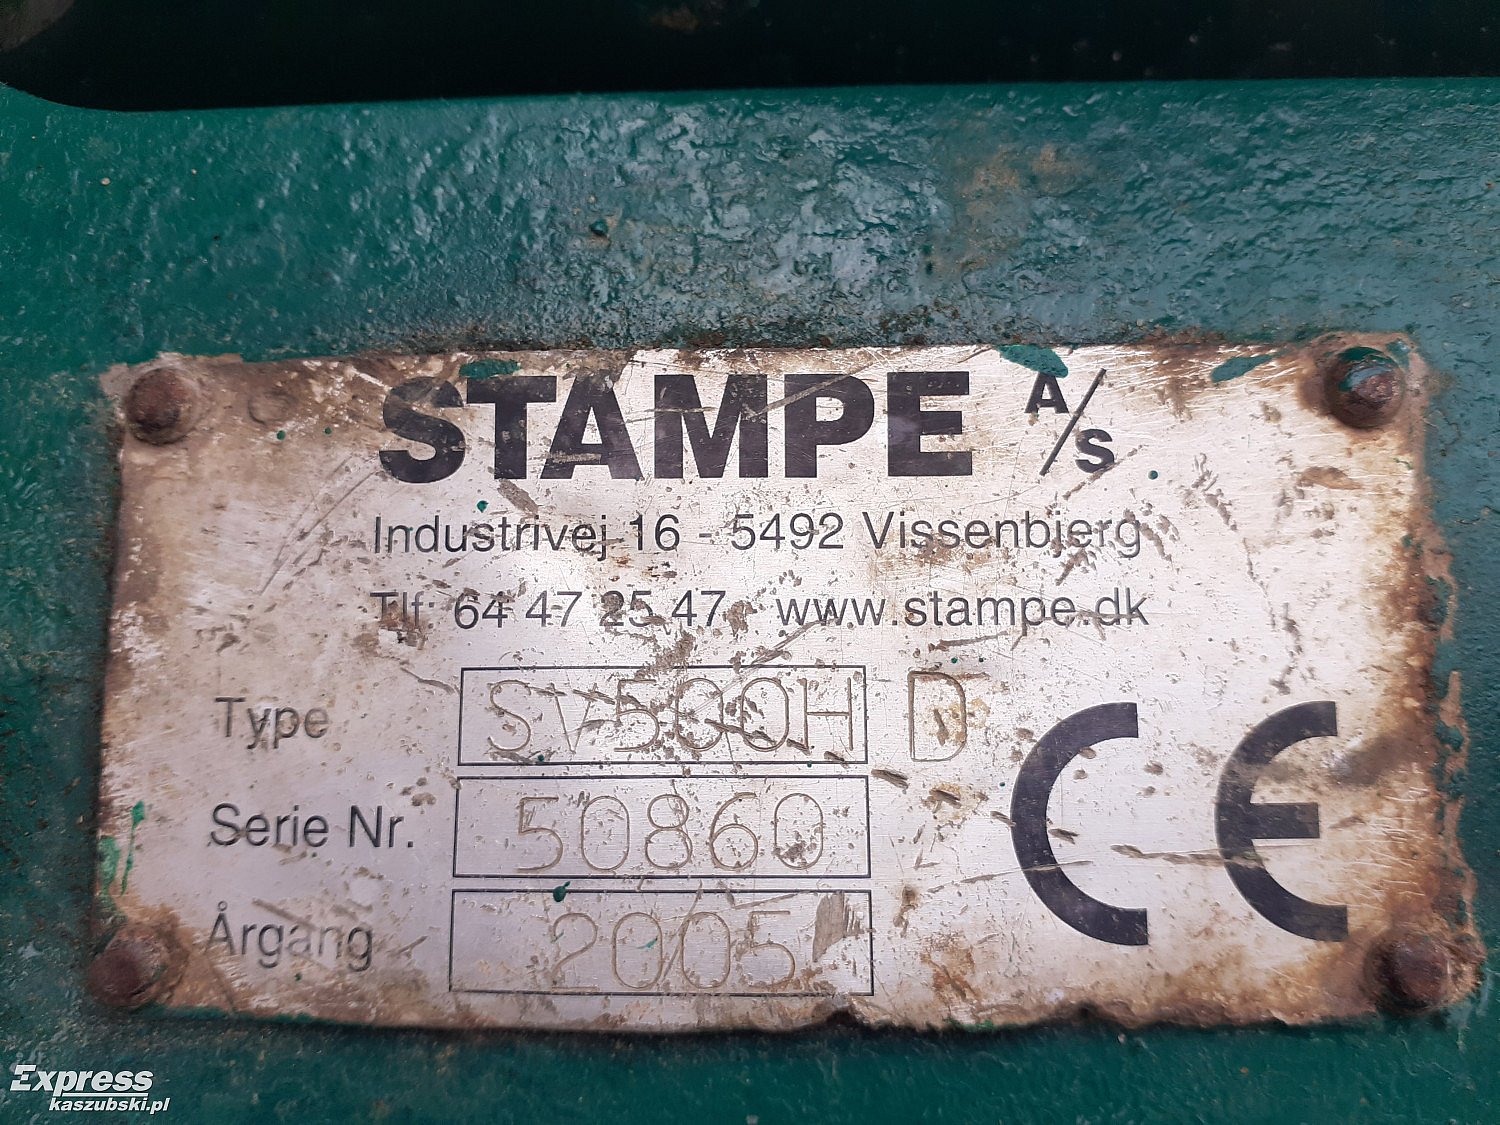 STAMPE A/S
Industrivej 16 - 5492 Vissenbjerg
Tlf: 64 47 25 47 www.stampe.dk
Type SV500H D
Serie Nr. 50860
Årgang 2005
CE
Express
kaszubski.pl